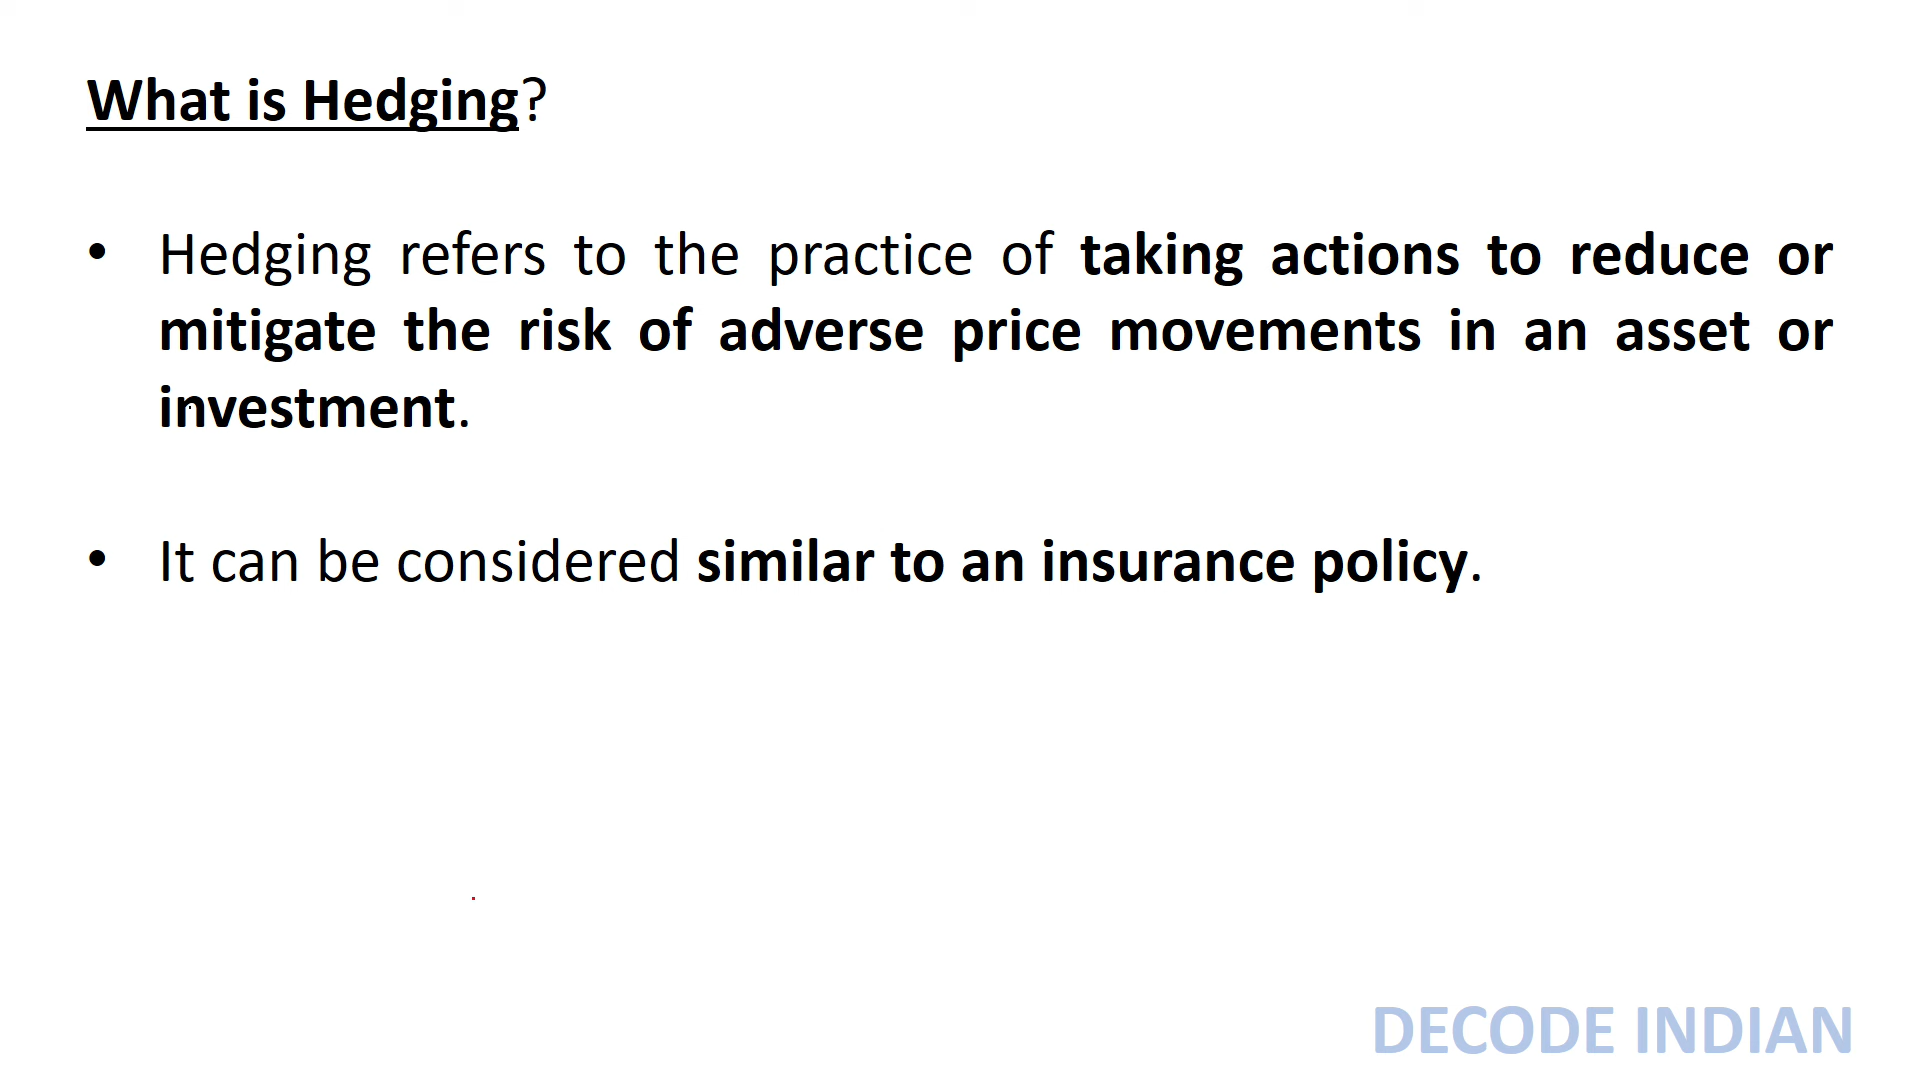 What is Hedging?
• Hedging refers to the practice of taking actions to reduce or
mitigate the risk of adverse price movements in an asset or
investment.
• It can be considered similar to an insurance policy.
DECODE INDIAN